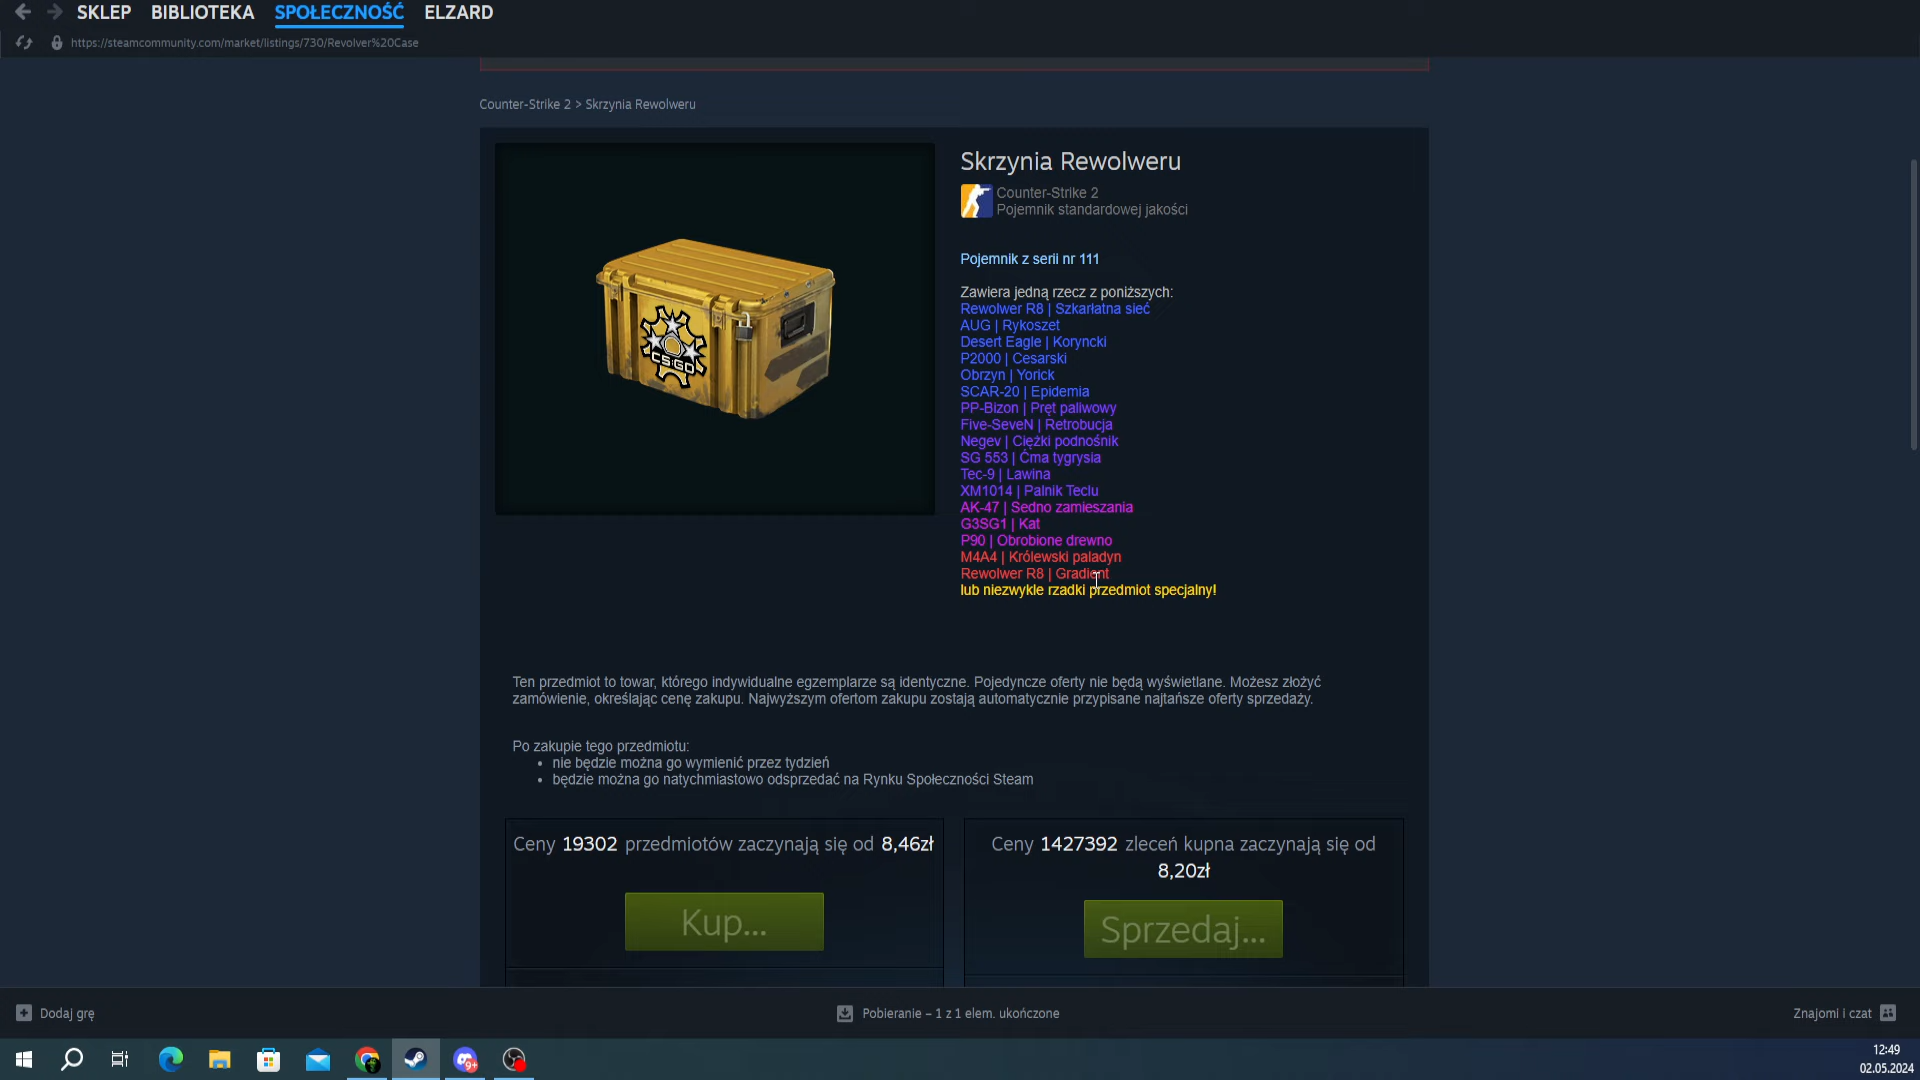 SKLEP BIBLIOTEKA SPOŁECZNOŚĆ ELZARD
https://steamcommunity.com/market/listings/730/Revolver%20Case
Counter-Strike 2 > Skrzynia Rewolweru
CS:GO
Skrzynia Rewolweru
Counter-Strike 2
Pojemnik standardowej jakości
Pojemnik z serii nr 111
Zawiera jedną rzecz z poniższych:
Rewolwer R8 | Szkarłatna sieć
AUG | Rykoszet
Desert Eagle | Koryncki
P2000 | Cesarski
Obrzyn | Yorick
SCAR-20 | Epidemia
PP-Bizon | Pręt paliwowy
Five-SeveN | Retrobucja
Negev | Ciężki podnośnik
SG 553 | Ćma tygrysia
Tec-9 | Lawina
XM1014 | Palnik Teclu
AK-47 | Sedno zamieszania
G3SG1 | Kat
P90 | Obrobione drewno
M4A4 | Królewski paladyn
Rewolwer R8 | Gradient
lub niezwykle rzadki przedmiot specjalny!
Ten przedmiot to towar, którego indywidualne egzemplarze są identyczne. Pojedyncze oferty nie będą wyświetlane. Możesz złożyć
zamówienie, określając cenę zakupu. Najwyższym ofertom zakupu zostają automatycznie przypisane najtańsze oferty sprzedaży.
Po zakupie tego przedmiotu:
• nie będzie można go wymienić przez tydzień
• będzie można go natychmiastowo odsprzedać na Rynku Społeczności Steam
Ceny 19302 przedmiotów zaczynają się od 8,46zł
Kup...
Ceny 1427392 zleceń kupna zaczynają się od
8,20zł
Sprzedaj...
Dodaj grę
Pobieranie – 1 z 1 elem. ukończone
Znajomi i czat
9+
12:49
02.05.2024